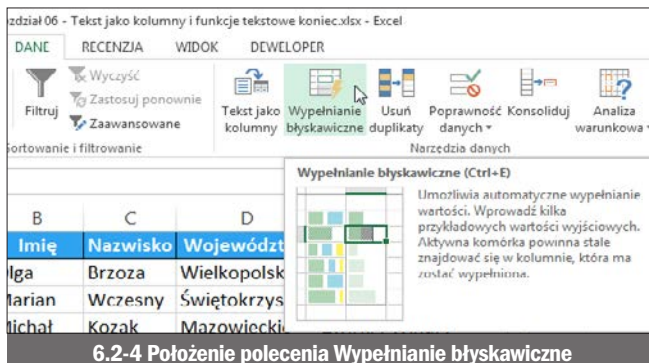 zdział 06 - Tekst jako kolumny i funkcje tekstowe koniec.xlsx - Excel
DANE RECENZJA WIDOK DEWELOPER
Filtruj
Wyczyść
Zastosuj ponownie
Zaawansowane
Tekst jako kolumny
Wypełnianie błyskawiczne
Usuń duplikaty
Poprawność danych
Konsoliduj
Analiza warunkowa
Sortowanie i filtrowanie
Narzędzia danych
Wypełnianie błyskawiczne (Ctrl+E)
Umożliwia automatyczne wypełnianie
wartości. Wprowadź kilka
przykładowych wartości wyjściowych.
Aktywna komórka powinna stale
znajdować się w kolumnie, która ma
zostać wypełniona.
B C D
Imię Nazwisko Województ
lga Brzoza Wielkopolsk
Marian Wczesny Świętokrzys
Michał Kozak Mazowieckie
6.2-4 Położenie polecenia Wypełnianie błyskawiczne